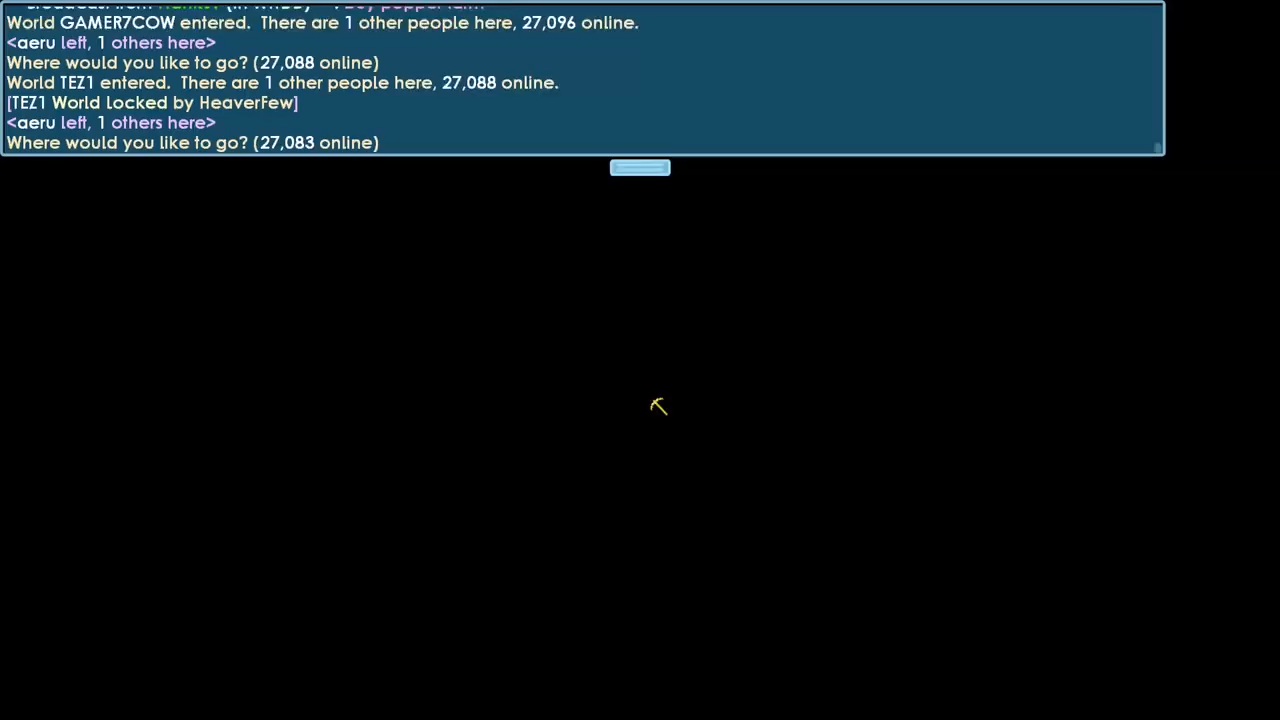 World GAMER7COW entered.  There are 1 other people here, 27,096 online.
<aeru left, 1 others here>
Where would you like to go? (27,088 online)
World TEZ1 entered.  There are 1 other people here, 27,088 online.
[TEZ1 World Locked by HeaverFew]
<aeru left, 1 others here>
Where would you like to go? (27,083 online)